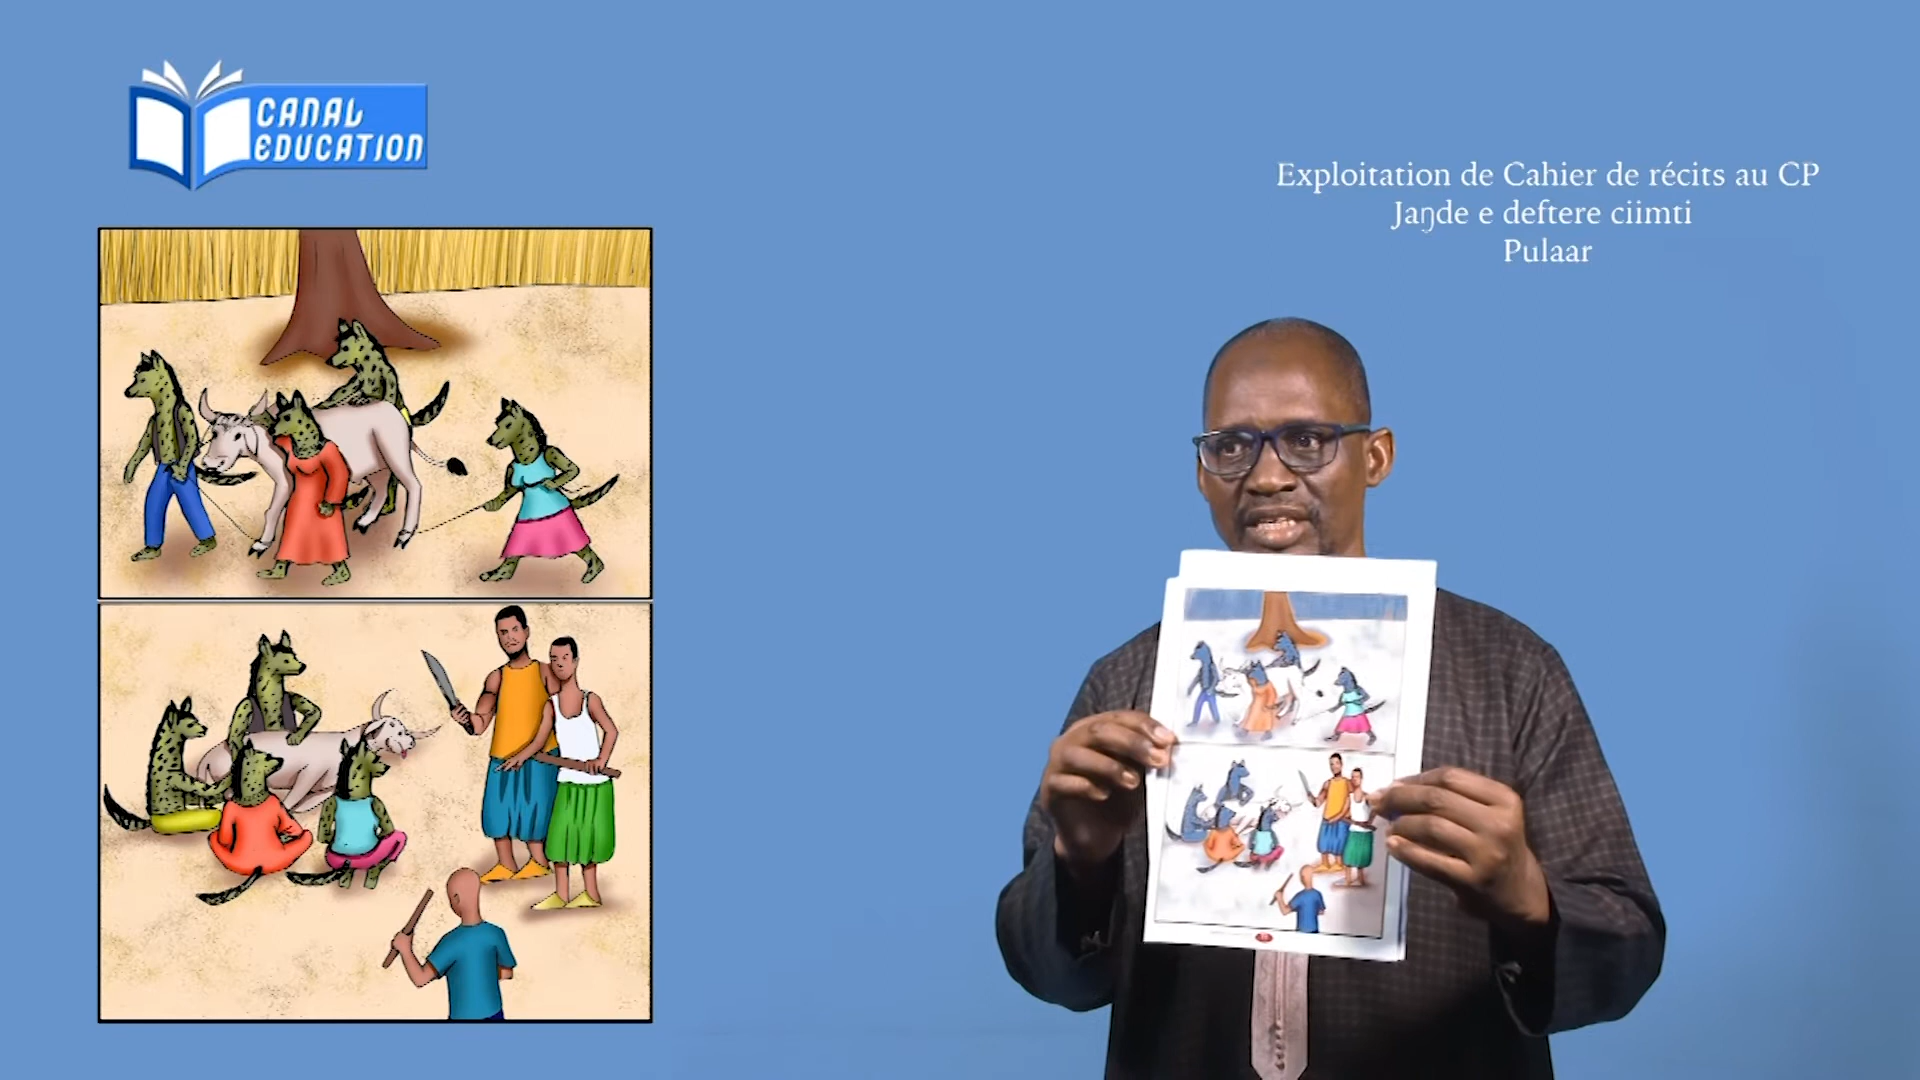 CANAL
EDUCATION
Exploitation de Cahier de récits au CP
Jaŋde e deftere ciimti
Pulaar